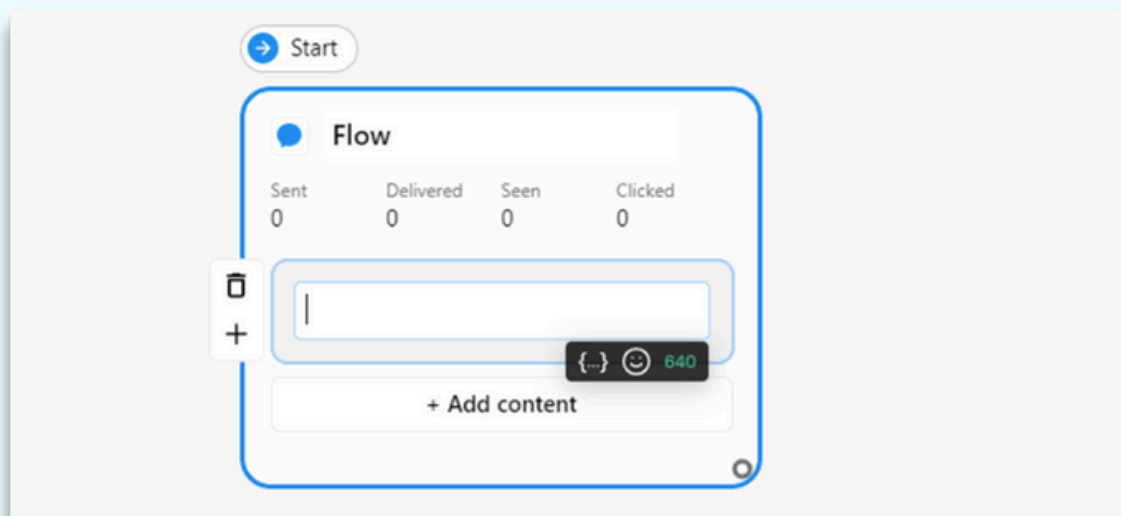 Start
Flow
Sent Delivered Seen Clicked
0 0 0 0
{...} 640
+ Add content